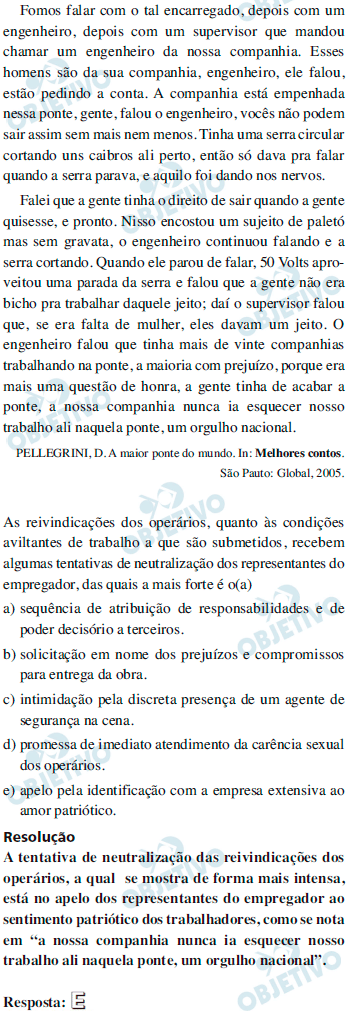 Fomos falar com o tal encarregado, depois com um
engenheiro, depois com um supervisor que mandou
chamar um engenheiro da nossa companhia. Esses
homens são da sua companhia, engenheiro, ele falou,
estão pedindo a conta. A companhia está empenhada
nessa ponte, gente, falou o engenheiro, vocês não podem
sair assim sem mais nem menos. Tinha uma serra circular
cortando uns caibros ali perto, então só dava pra falar
quando a serra parava, e aquilo foi dando nos nervos.
Falei que a gente tinha o direito de sair quando a gente
quisesse, e pronto. Nisso encostou um sujeito de paletó
mas sem gravata, o engenheiro continuou falando e a
serra cortando. Quando ele parou de falar, 50 Volts apro-
veitou uma parada da serra e falou que a gente não era
bicho pra trabalhar daquele jeito; daí o supervisor falou
que, se era falta de mulher, eles davam um jeito. O
engenheiro falou que tinha mais de vinte companhias
trabalhando na ponte, a maioria com prejuízo, porque era
mais uma questão de honra, a gente tinha de acabar a
ponte, a nossa companhia nunca ia esquecer nosso
trabalho ali naquela ponte, um orgulho nacional.
PELLEGRINI, D. A maior ponte do mundo. In: Melhores contos.
São Pauto: Global, 2005.
As reivindicações dos operários, quanto às condições
aviltantes de trabalho a que são submetidos, recebem
algumas tentativas de neutralização dos representantes do
empregador, das quais a mais forte é o(a)
a) sequência de atribuição de responsabilidades e de
poder decisório a terceiros.
b) solicitação em nome dos prejuízos e compromissos
para entrega da obra.
c) intimidação pela discreta presença de um agente de
segurança na cena.
d) promessa de imediato atendimento da carência sexual
dos operários.
e) apelo pela identificação com a empresa extensiva ao
amor patriótico.
Resolução
A tentativa de neutralização das reivindicações dos
operários, a qual se mostra de forma mais intensa,
está no apelo dos representantes do empregador ao
sentimento patriótico dos trabalhadores, como se nota
em “a nossa companhia nunca ia esquecer nosso
trabalho ali naquela ponte, um orgulho nacional”.
Resposta: E
OBJETIVO
OBJETIVO
OBJETIVO
OBJETIVO
OBJETIVO
OBJETIVO
OBJETIVO
OBJETIVO
OBJETIVO
OBJETIVO